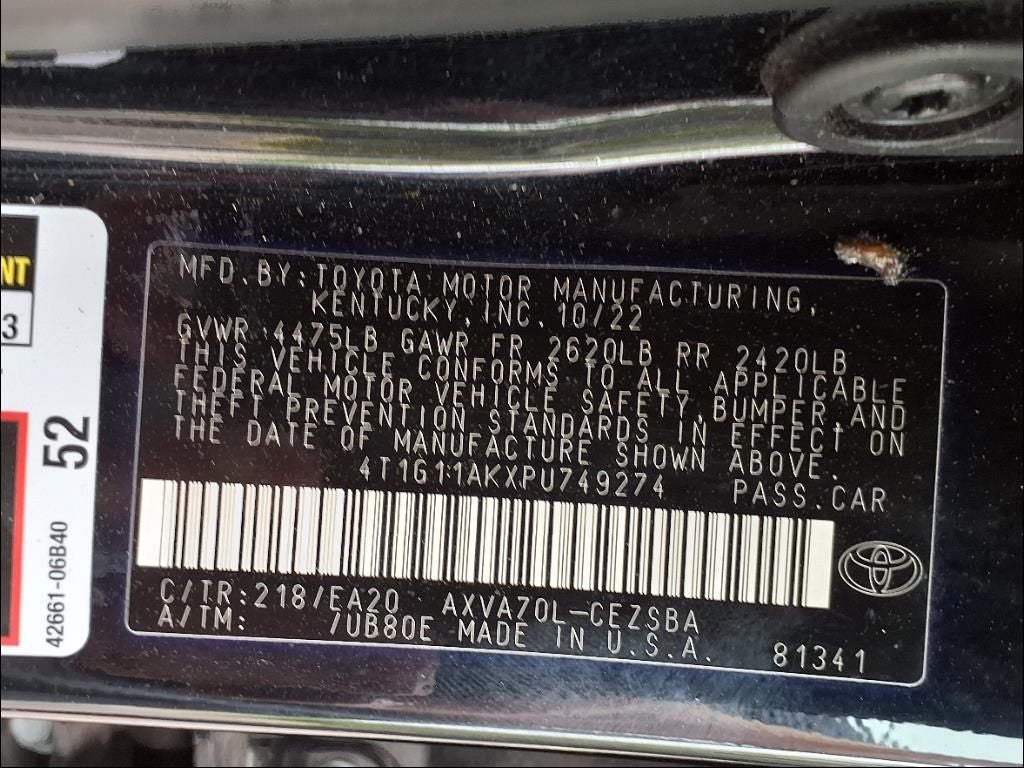 MFD.BY:TOYOTA MOTOR MANUFACTURING,
KENTUCKY,INC. 10/22
GVWR 4475LB GAWR FR 2620LB RR 2420LB
THIS VEHICLE CONFORMS TO ALL APPLICABLE
FEDERAL MOTOR VEHICLE SAFETY,BUMPER,AND
THEFT PREVENTION STANDARDS IN EFFECT ON
THE DATE OF MANUFACTURE SHOWN ABOVE.
4T1G11AKXPU749274 PASS.CAR
C/TR:218/EA20 AXVA70L-CEZSBA
A/TM: /UB80E MADE IN U.S.A. 81341
3
52
42661-06B40